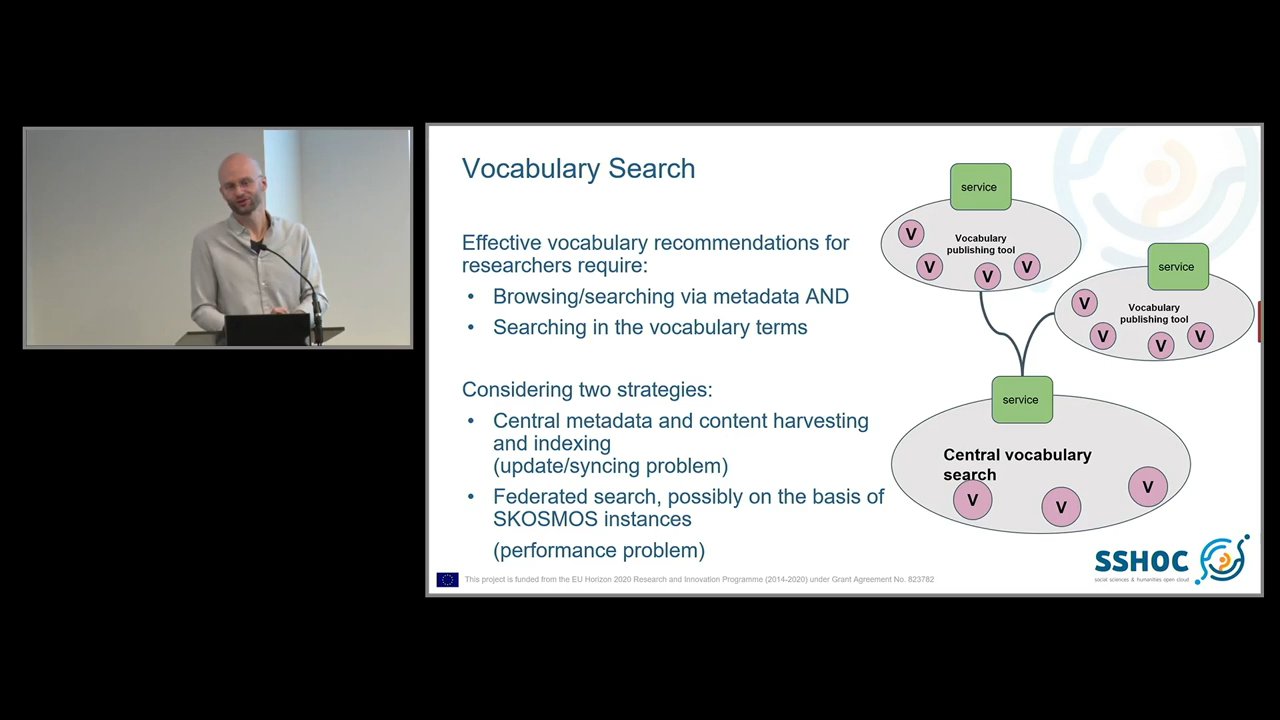 Vocabulary Search
Effective vocabulary recommendations for
researchers require:
• Browsing/searching via metadata AND
• Searching in the vocabulary terms
Considering two strategies:
• Central metadata and content harvesting
and indexing
(update/syncing problem)
• Federated search, possibly on the basis of
SKOSMOS instances
(performance problem)
service
Vocabulary
publishing tool
V
V
V
V
service
Vocabulary
publishing tool
V
V
V
V
service
Central vocabulary
search
V
V
V
SSHOC
social sciences & humanities open cloud
This project is funded from the EU Horizon 2020 Research and Innovation Programme (2014-2020) under Grant Agreement No. 823782